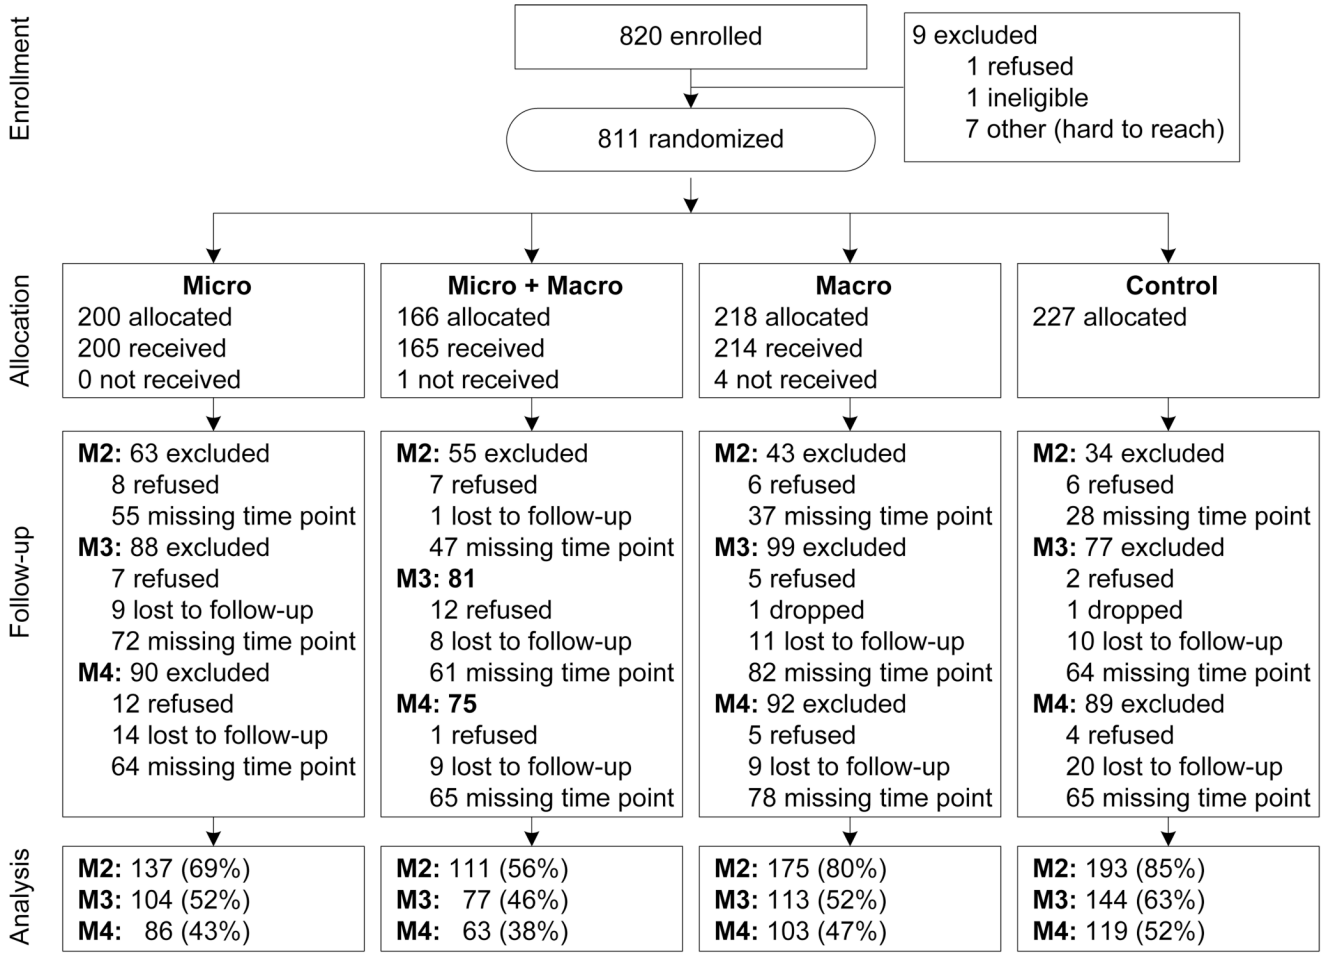 Enrollment
820 enrolled
9 excluded
1 refused
1 ineligible
7 other (hard to reach)
811 randomized
Allocation
Micro
200 allocated
200 received
0 not received
Micro + Macro
166 allocated
165 received
1 not received
Macro
218 allocated
214 received
4 not received
Control
227 allocated
Follow-up
M2: 63 excluded
8 refused
55 missing time point
M3: 88 excluded
7 refused
9 lost to follow-up
72 missing time point
M4: 90 excluded
12 refused
14 lost to follow-up
64 missing time point
M2: 55 excluded
7 refused
1 lost to follow-up
47 missing time point
M3: 81
12 refused
8 lost to follow-up
61 missing time point
M4: 75
1 refused
9 lost to follow-up
65 missing time point
M2: 43 excluded
6 refused
37 missing time point
M3: 99 excluded
5 refused
1 dropped
11 lost to follow-up
82 missing time point
M4: 92 excluded
5 refused
9 lost to follow-up
78 missing time point
M2: 34 excluded
6 refused
28 missing time point
M3: 77 excluded
2 refused
1 dropped
10 lost to follow-up
64 missing time point
M4: 89 excluded
4 refused
20 lost to follow-up
65 missing time point
Analysis
M2: 137 (69%)
M3: 104 (52%)
M4: 86 (43%)
M2: 111 (56%)
M3: 77 (46%)
M4: 63 (38%)
M2: 175 (80%)
M3: 113 (52%)
M4: 103 (47%)
M2: 193 (85%)
M3: 144 (63%)
M4: 119 (52%)